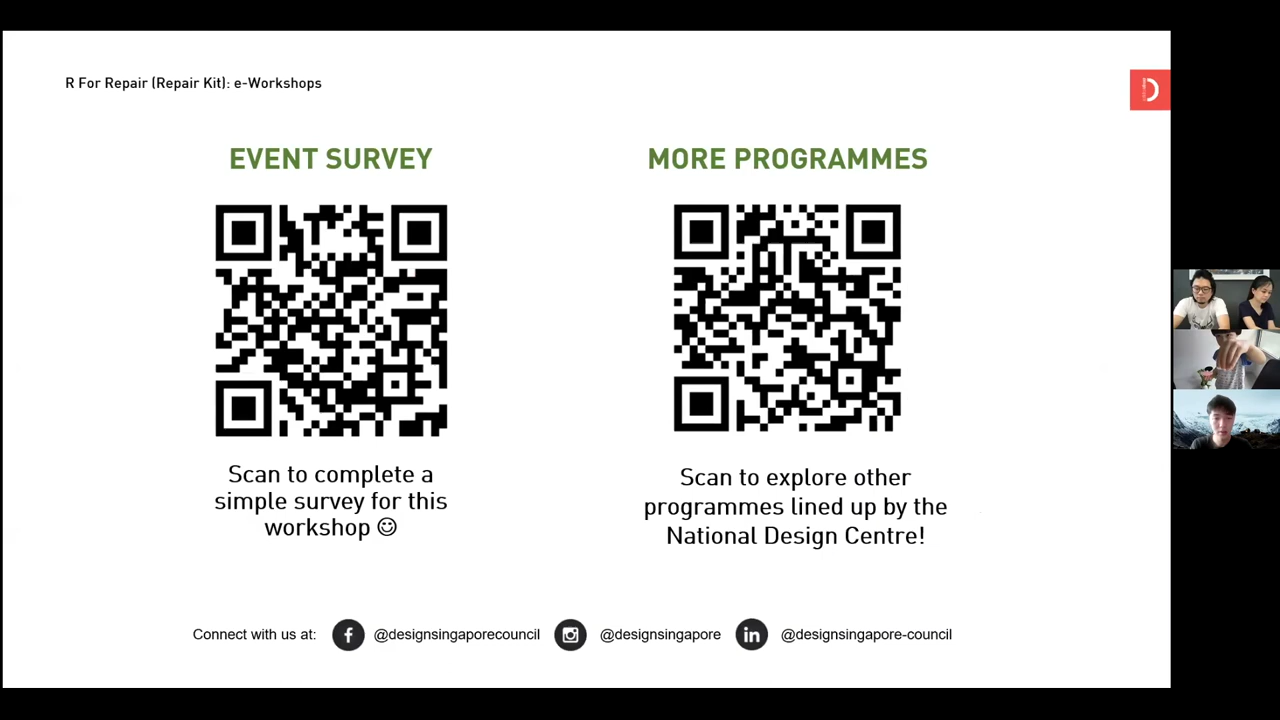 R For Repair (Repair Kit): e-Workshops
EVENT SURVEY
Scan to complete a
simple survey for this
workshop ☺
MORE PROGRAMMES
Scan to explore other
programmes lined up by the
National Design Centre!
Connect with us at: @designsingaporecouncil @designsingapore @designsingapore-council